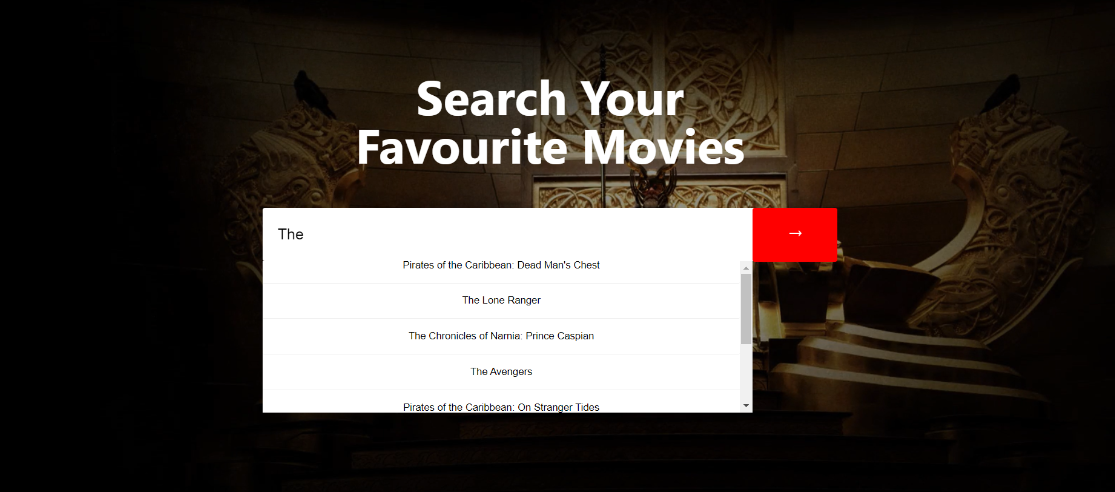 Search Your
Favourite Movies
The
→
Pirates of the Caribbean: Dead Man's Chest
The Lone Ranger
The Chronicles of Narnia: Prince Caspian
The Avengers
Pirates of the Caribbean: On Stranger Tides